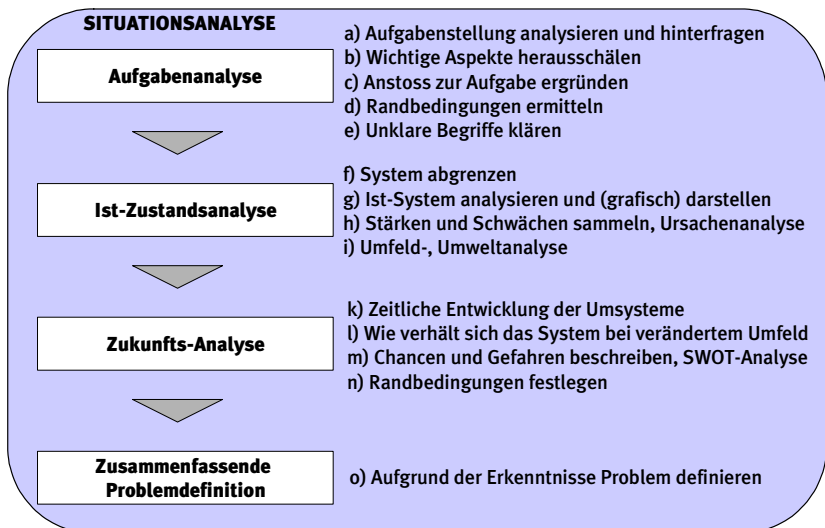 SITUATIONSANALYSE
Aufgabenanalyse
a) Aufgabenstellung analysieren und hinterfragen
b) Wichtige Aspekte herausschälen
c) Anstoss zur Aufgabe ergründen
d) Randbedingungen ermitteln
e) Unklare Begriffe klären
Ist-Zustandsanalyse
f) System abgrenzen
g) Ist-System analysieren und (grafisch) darstellen
h) Stärken und Schwächen sammeln, Ursachenanalyse
i) Umfeld-, Umweltanalyse
Zukunfts-Analyse
k) Zeitliche Entwicklung der Umsysteme
l) Wie verhält sich das System bei verändertem Umfeld
m) Chancen und Gefahren beschreiben, SWOT-Analyse
n) Randbedingungen festlegen
Zusammenfassende
Problemdefinition
o) Aufgrund der Erkenntnisse Problem definieren